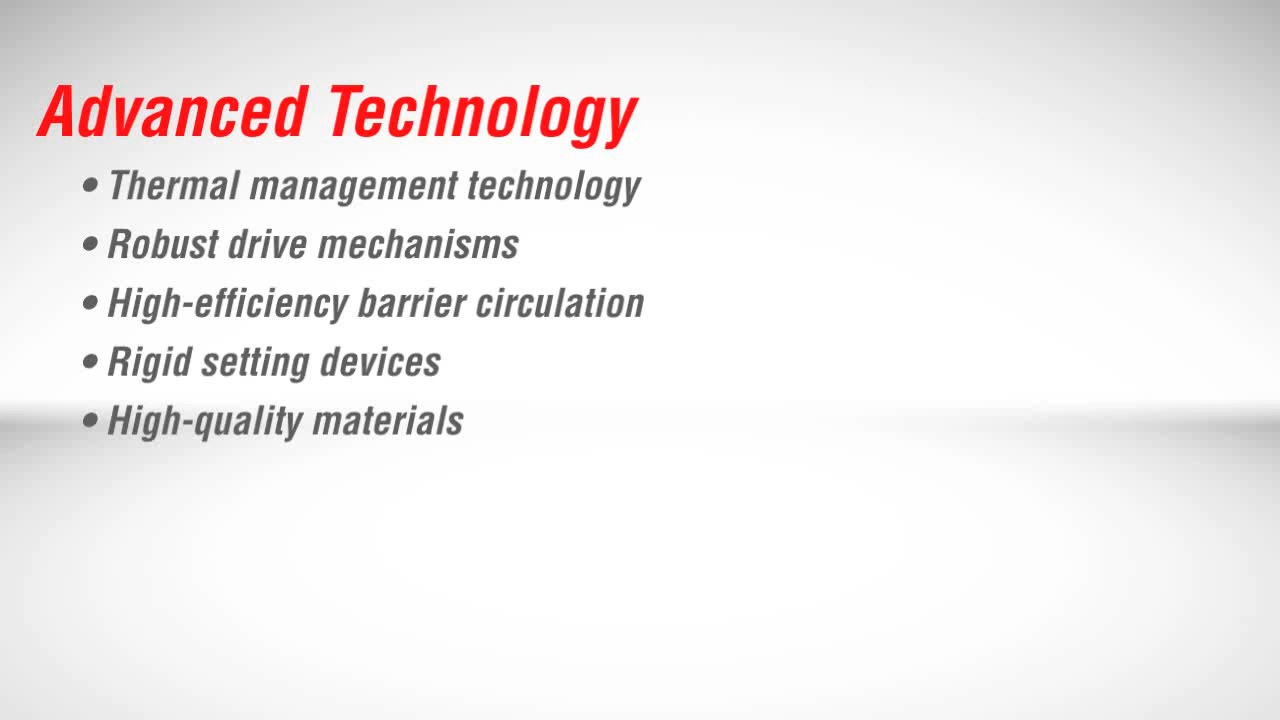 Advanced Technology
• Thermal management technology
• Robust drive mechanisms
• High-efficiency barrier circulation
• Rigid setting devices
• High-quality materials